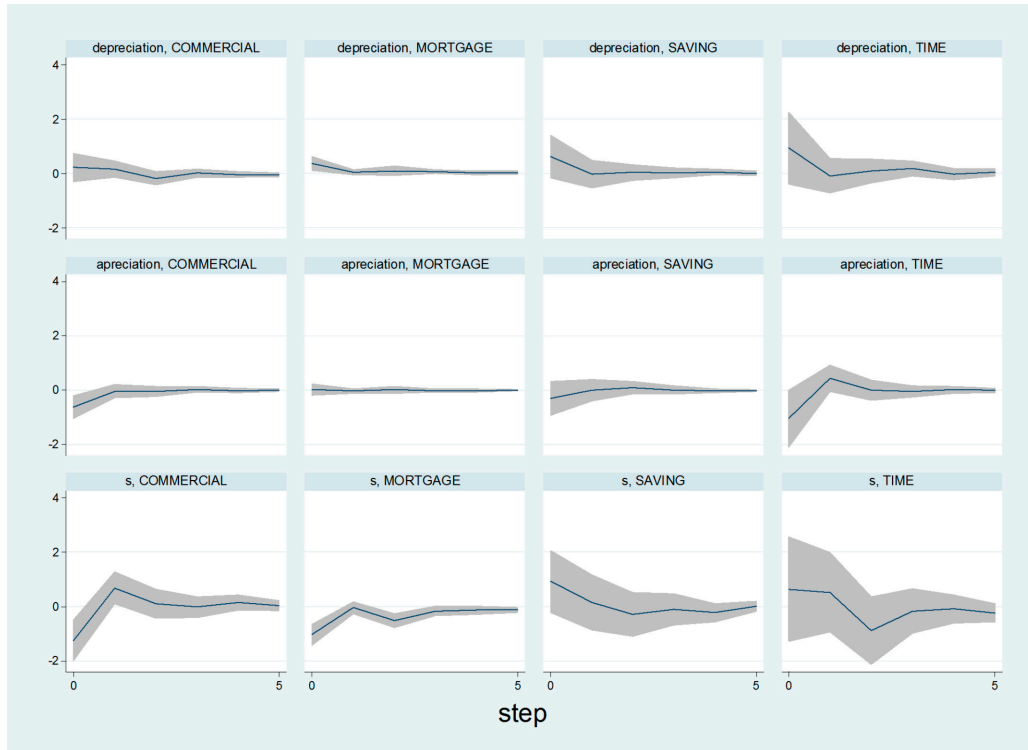 depreciation, COMMERCIAL
depreciation, MORTGAGE
depreciation, SAVING
depreciation, TIME
4
2
0
-2
apreciation, COMMERCIAL
apreciation, MORTGAGE
apreciation, SAVING
apreciation, TIME
4
2
0
-2
s, COMMERCIAL
s, MORTGAGE
s, SAVING
s, TIME
4
2
0
-2
0 5 0 5 0 5 0 5
step